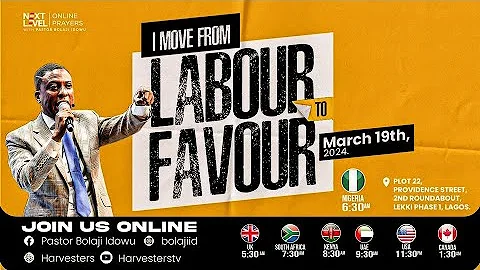 NEXT LEVEL
ONLINE PRAYERS
WITH PASTOR BOLAJI IDOWU
I MOVE FROM
LABOUR
TO
FAVOUR
March 19th,
2024.
NIGERIA
6:30AM
PLOT 22,
PROVIDENCE STREET,
2ND ROUNDABOUT,
LEKKI PHASE 1, LAGOS.
JOIN US ONLINE
Pastor Bolaji Idowu
bolajiid
Harvesters
Harvesterstv
UK
5:30AM
SOUTH AFRICA
7:30AM
KENYA
8:30AM
UAE
9:30AM
USA
11:30PM
CANADA
1:30AM